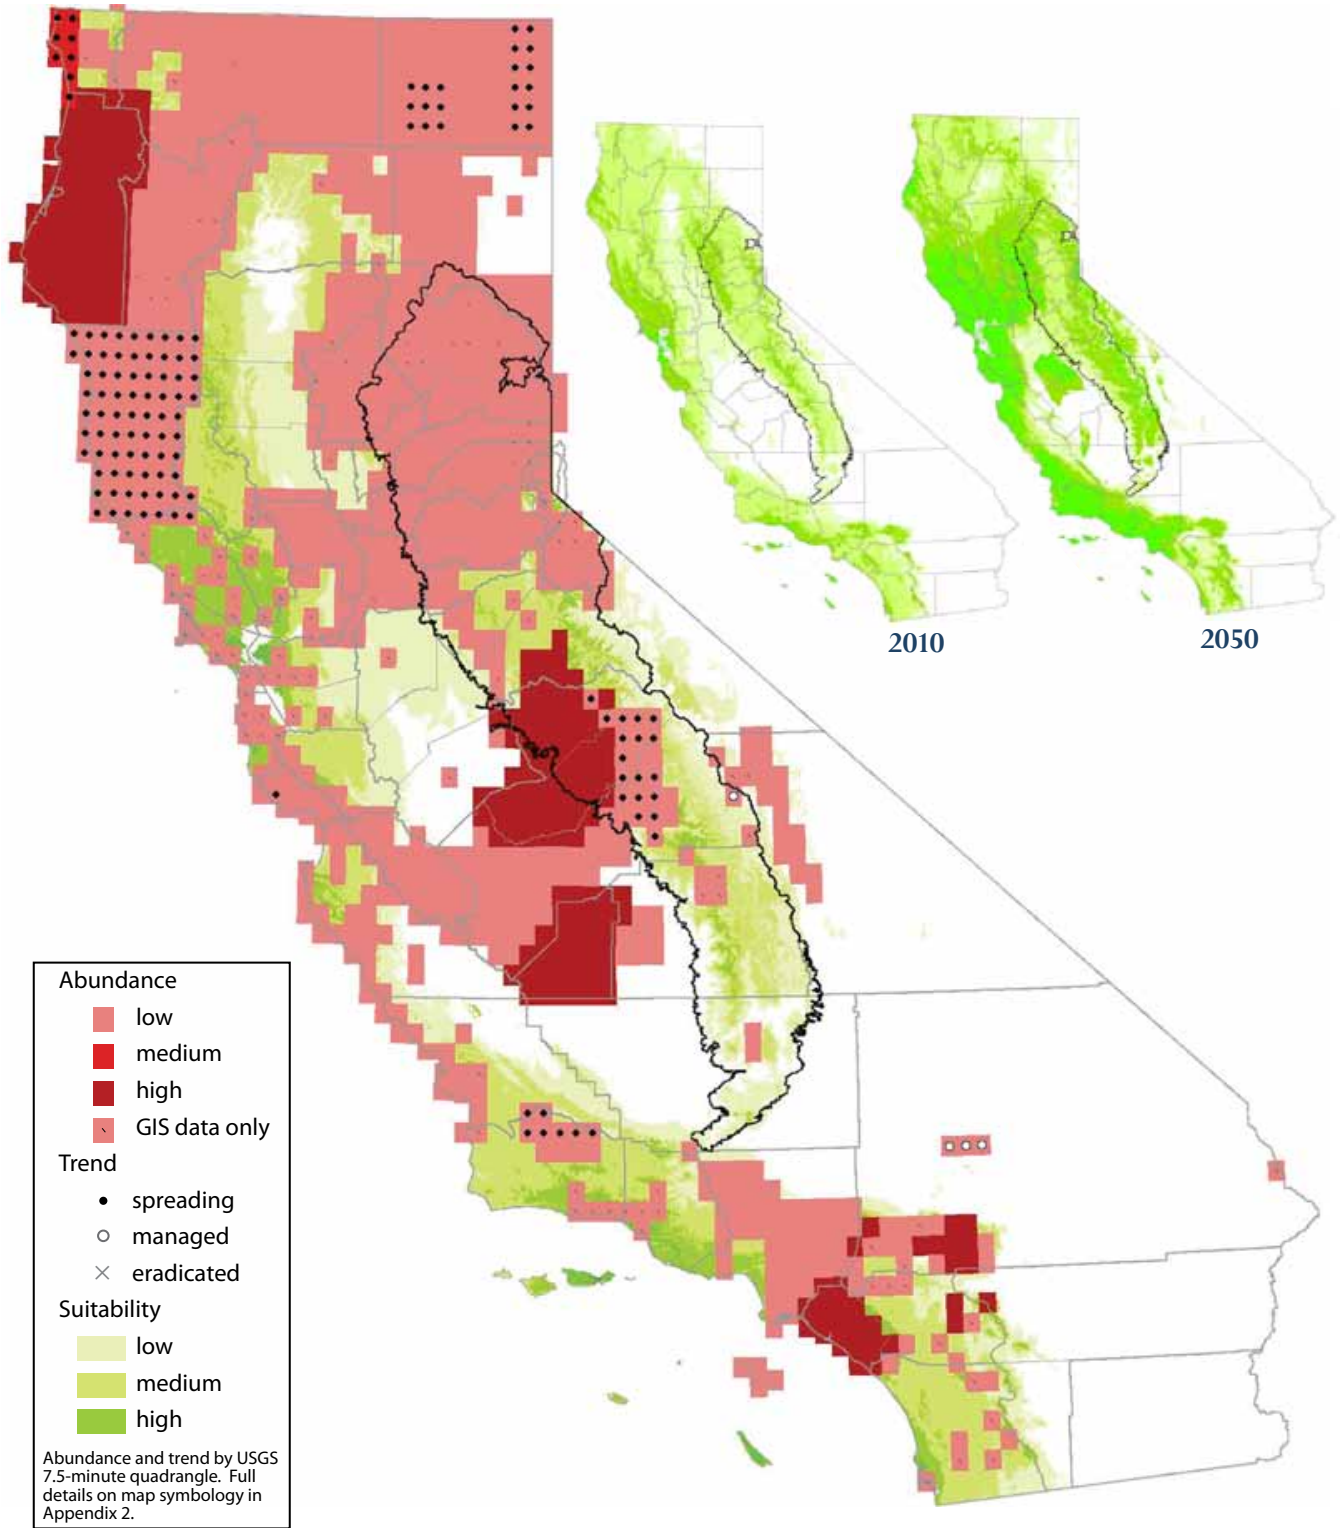 2010
2050
Abundance
low
medium
high
GIS data only
Trend
spreading
managed
eradicated
Suitability
low
medium
high
Abundance and trend by USGS
7.5-minute quadrangle. Full
details on map symbology in
Appendix 2.